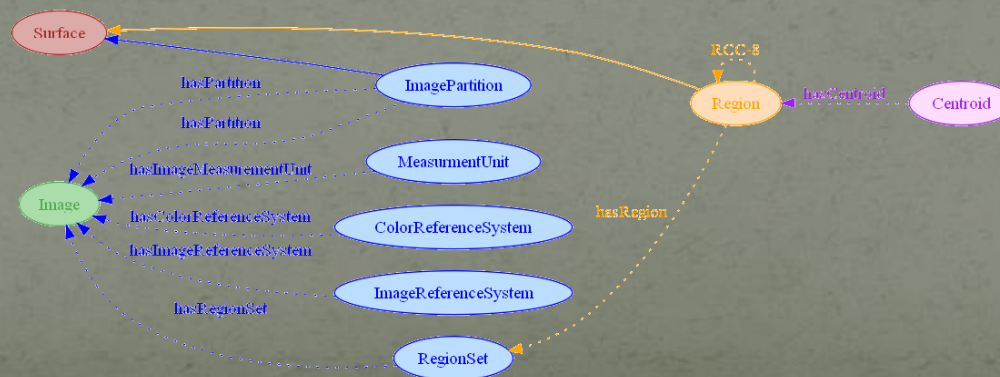 Surface
RCC-8
hasPartition
ImagePartition
Region
hasCentroid
Centroid
hasPartition
hasImageMeasurementUnit
MeasurmentUnit
Image
hasColorReferenceSystem
ColorReferenceSystem
hasRegion
hasImageReferenceSystem
ImageReferenceSystem
hasRegionSet
RegionSet